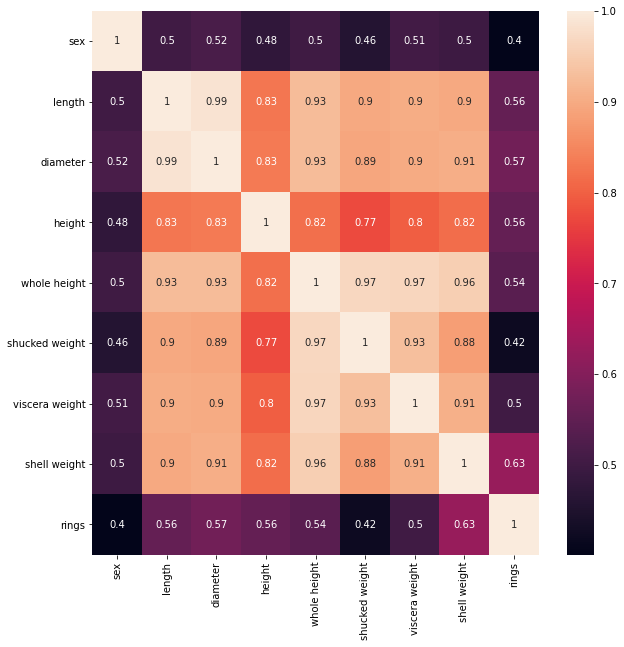 sex 1 0.5 0.52 0.48 0.5 0.46 0.51 0.5 0.4
length 0.5 1 0.99 0.83 0.93 0.9 0.9 0.9 0.56
diameter 0.52 0.99 1 0.83 0.93 0.89 0.9 0.91 0.57
height 0.48 0.83 0.83 1 0.82 0.77 0.8 0.82 0.56
whole height 0.5 0.93 0.93 0.82 1 0.97 0.97 0.96 0.54
shucked weight 0.46 0.9 0.89 0.77 0.97 1 0.93 0.88 0.42
viscera weight 0.51 0.9 0.9 0.8 0.97 0.93 1 0.91 0.5
shell weight 0.5 0.9 0.91 0.82 0.96 0.88 0.91 1 0.63
rings 0.4 0.56 0.57 0.56 0.54 0.42 0.5 0.63 1
sex length diameter height whole height shucked weight viscera weight shell weight rings
1.0
0.9
0.8
0.7
0.6
0.5